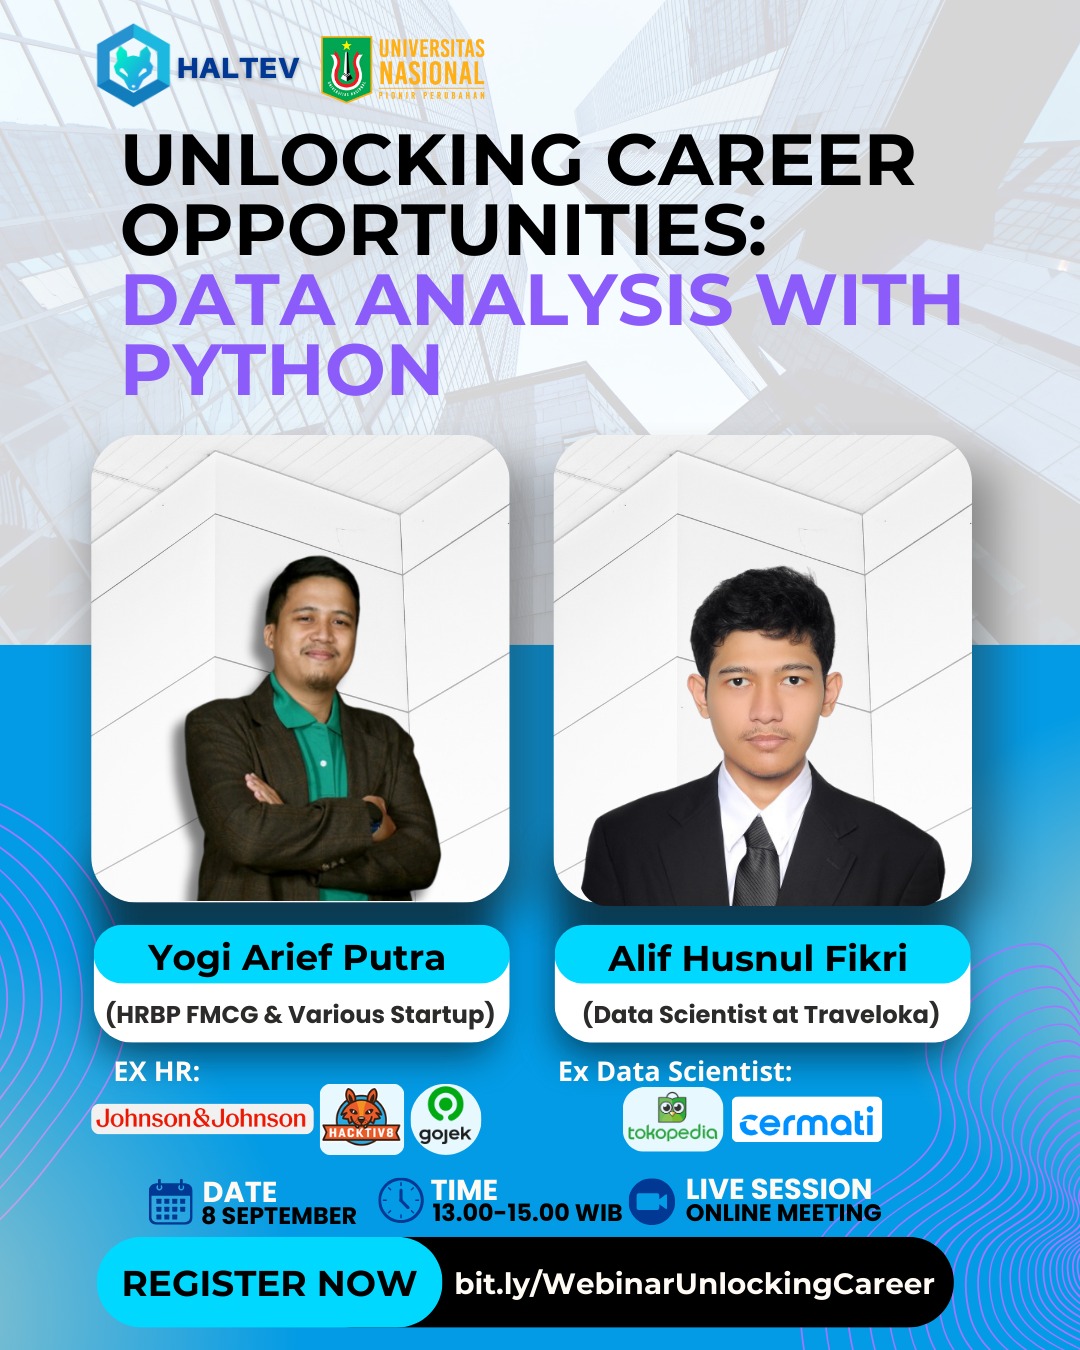 HALTEV
UNIVERSITAS
NASIONAL
PIONIR PERUBAHAN
UNLOCKING CAREER
OPPORTUNITIES:
DATA ANALYSIS WITH
PYTHON
Yogi Arief Putra
(HRBP FMCG & Various Startup)
EX HR:
Johnson&Johnson
HACKTIV8
gojek
Alif Husnul Fikri
(Data Scientist at Traveloka)
Ex Data Scientist:
tokopedia
cermati
DATE
8 SEPTEMBER
TIME
13.00-15.00 WIB
LIVE SESSION
ONLINE MEETING
REGISTER NOW
bit.ly/WebinarUnlockingCareer